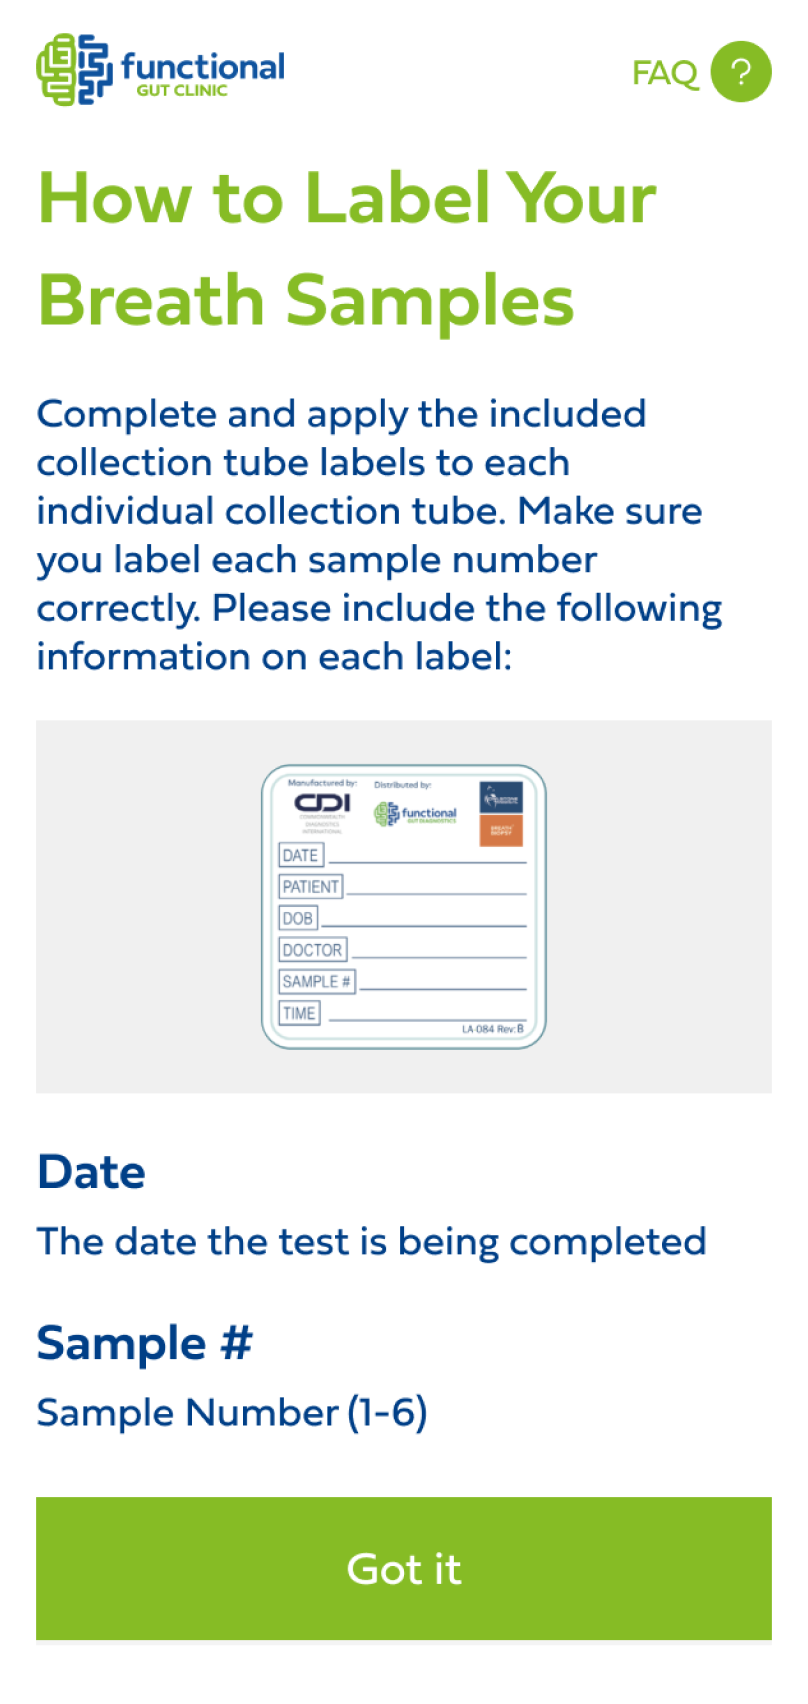 functional
GUT CLINIC
FAQ ?
How to Label Your
Breath Samples
Complete and apply the included
collection tube labels to each
individual collection tube. Make sure
you label each sample number
correctly. Please include the following
information on each label:
Manufactured by: Distributed by:
CDI
COMMONWEALTH
DIAGNOSTICS
INTERNATIONAL
functional
GUT DIAGNOSTICS
BREATH
BIOPSY
DATE
PATIENT
DOB
DOCTOR
SAMPLE #
TIME
LA-084 Rev: B
Date
The date the test is being completed
Sample #
Sample Number (1-6)
Got it